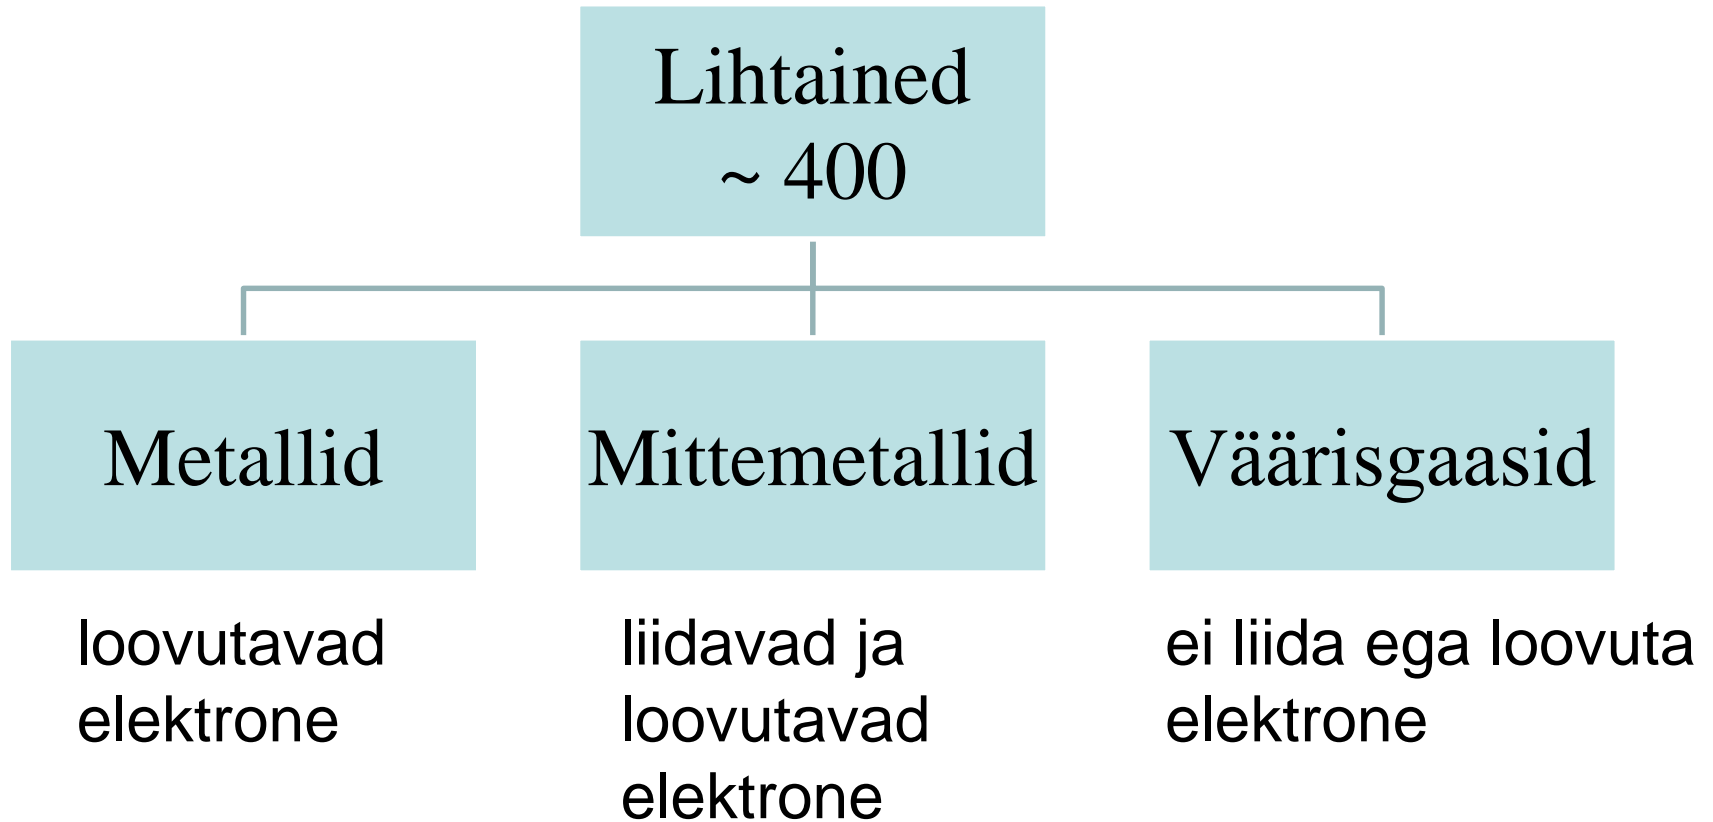 Lihtained
~ 400
Metallid
Mittemetallid
Väärisgaasid
loovutavad
elektrone
liidavad ja
loovutavad
elektrone
ei liida ega loovuta
elektrone